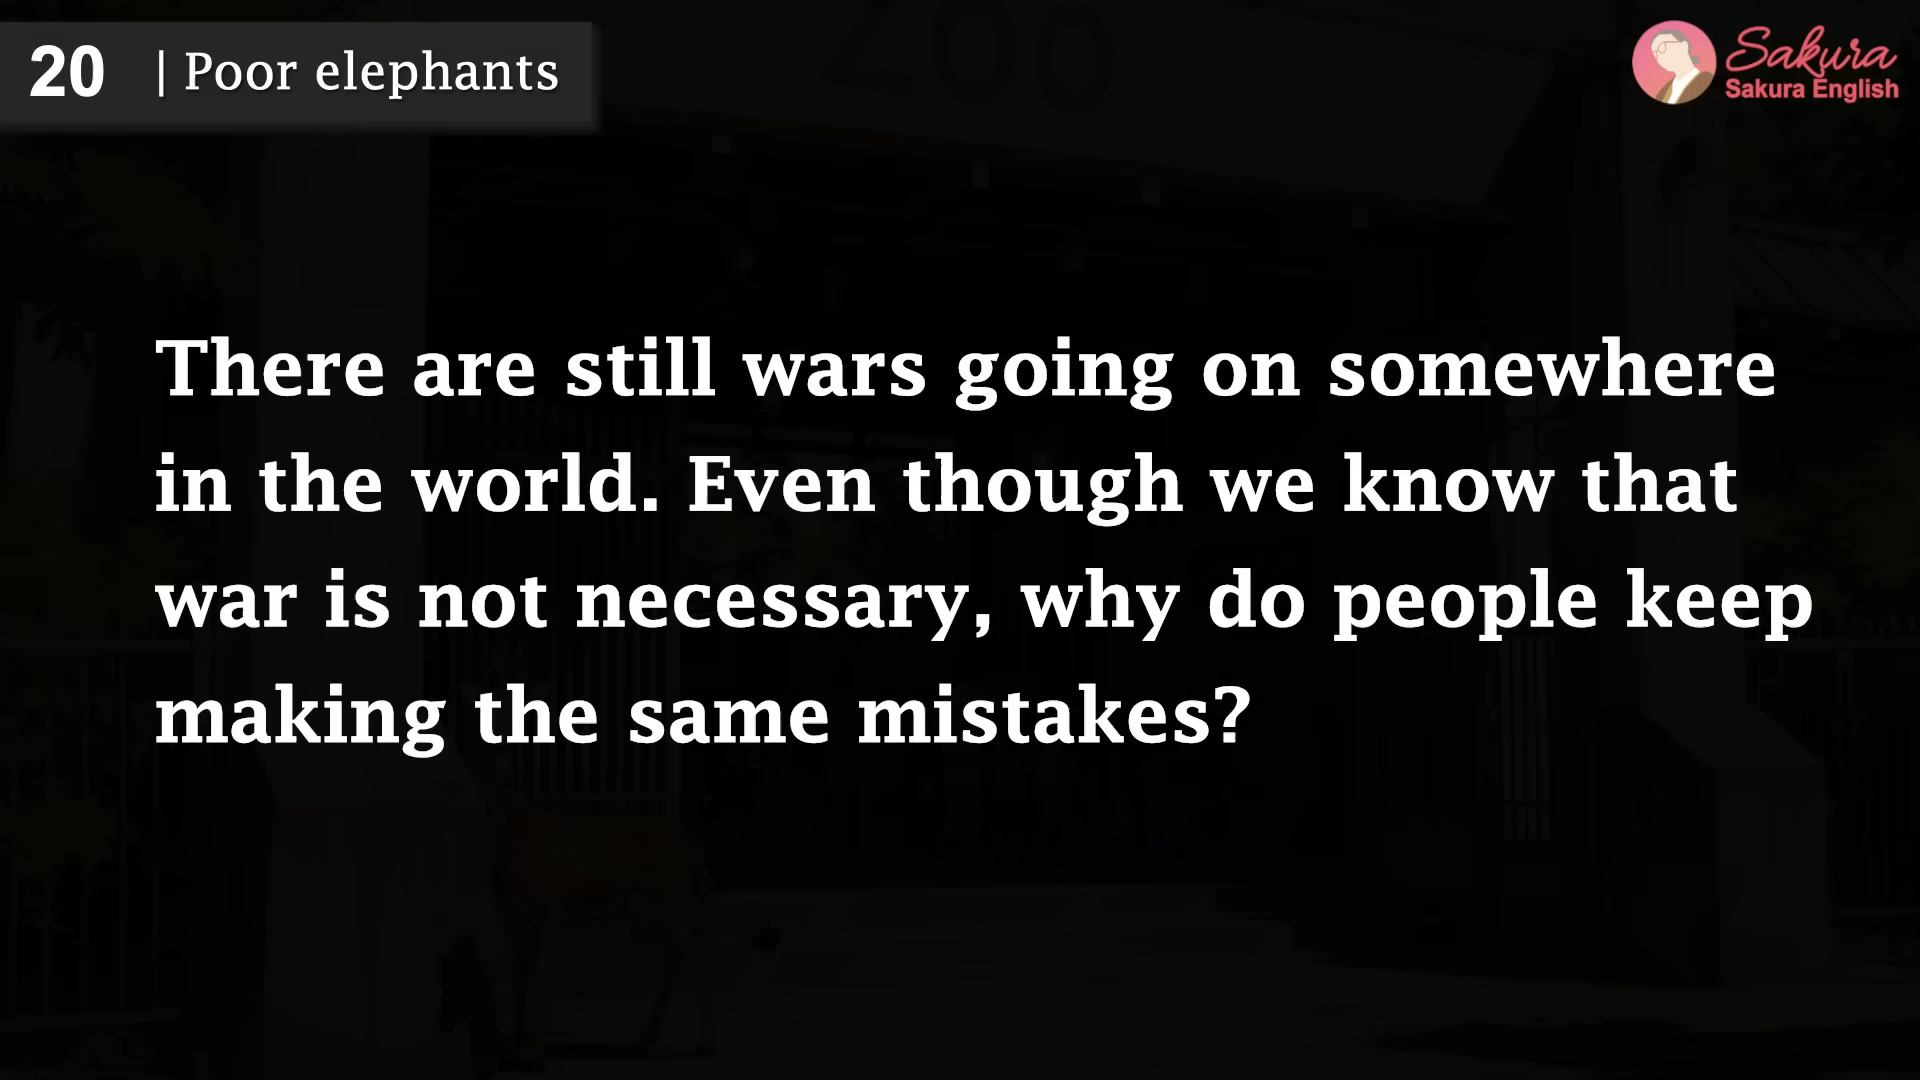 20 | Poor elephants
Sakura
Sakura English
ZOO
There are still wars going on somewhere
in the world. Even though we know that
war is not necessary, why do people keep
making the same mistakes?